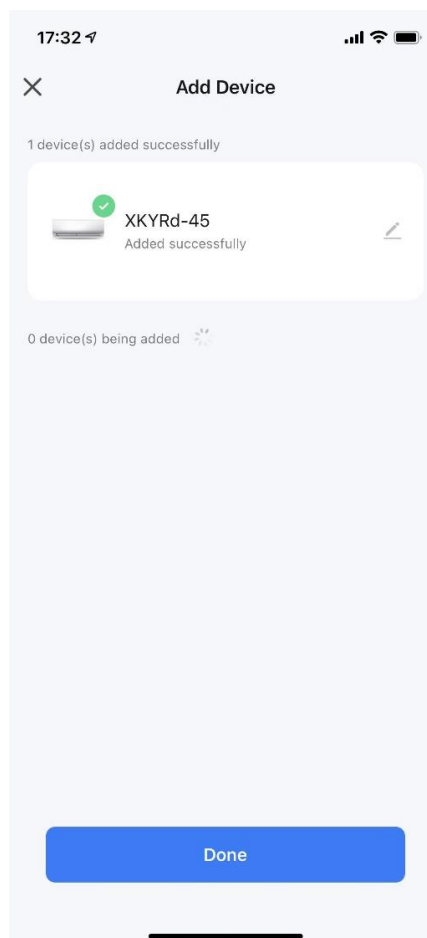 17:32
Add Device
1 device(s) added successfully
XKYRd-45
Added successfully
0 device(s) being added
Done